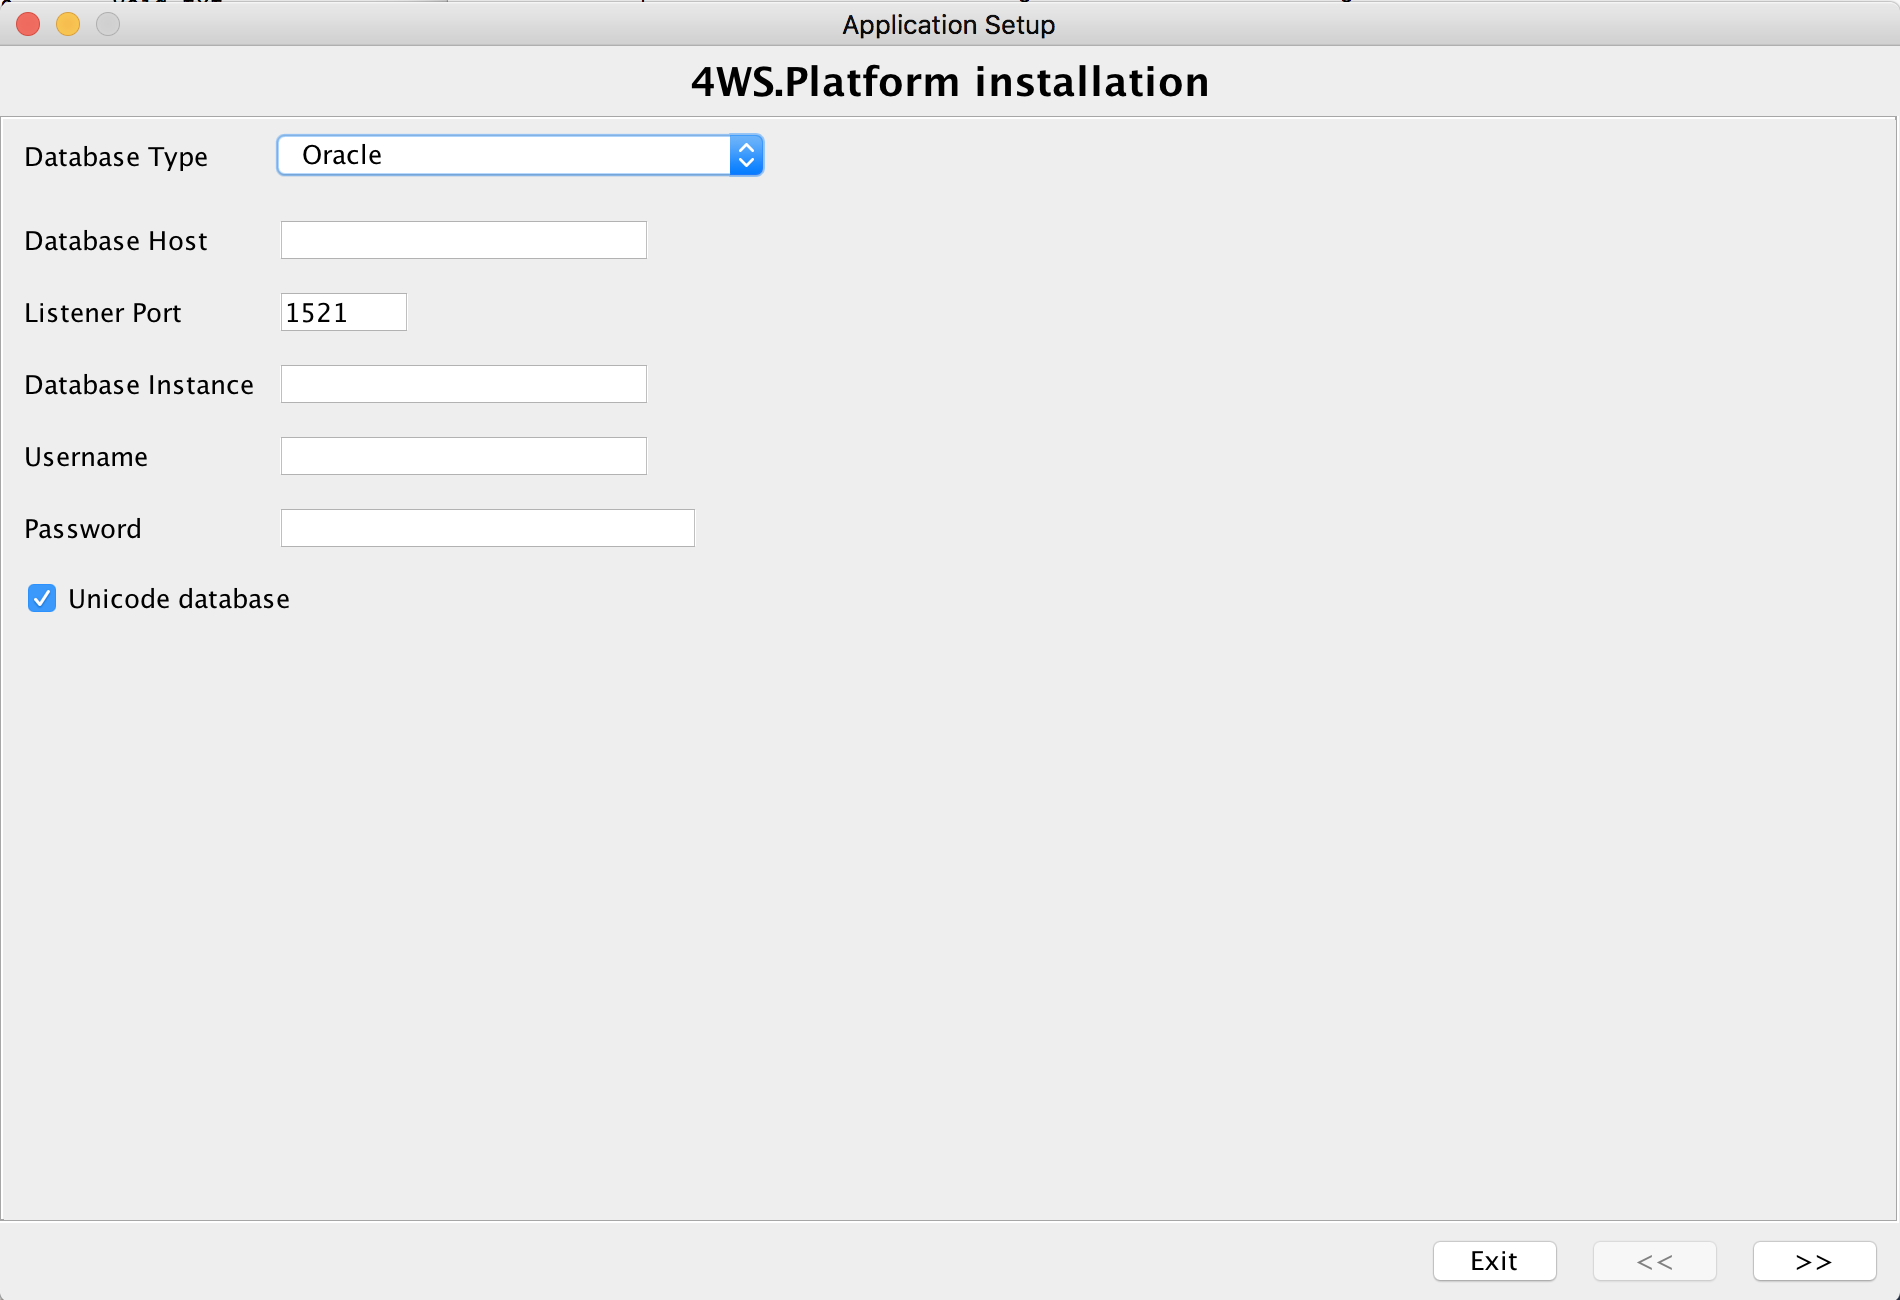 Application Setup
4WS.Platform installation
Database Type Oracle
Database Host
Listener Port 1521
Database Instance
Username
Password
Unicode database
Exit << >>